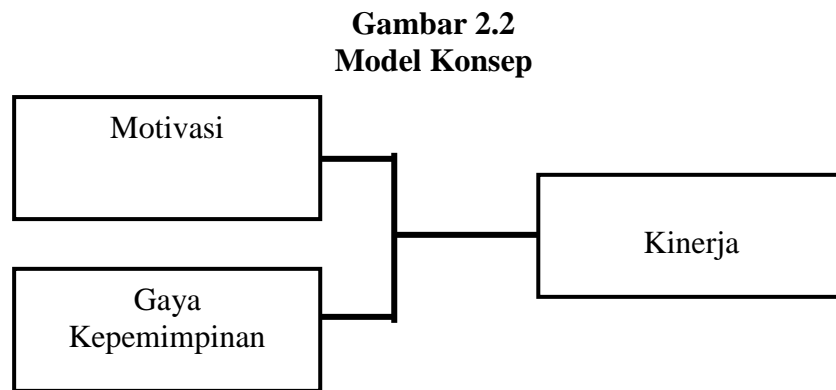 Gambar 2.2
Model Konsep
Motivasi
Gaya
Kepemimpinan
Kinerja